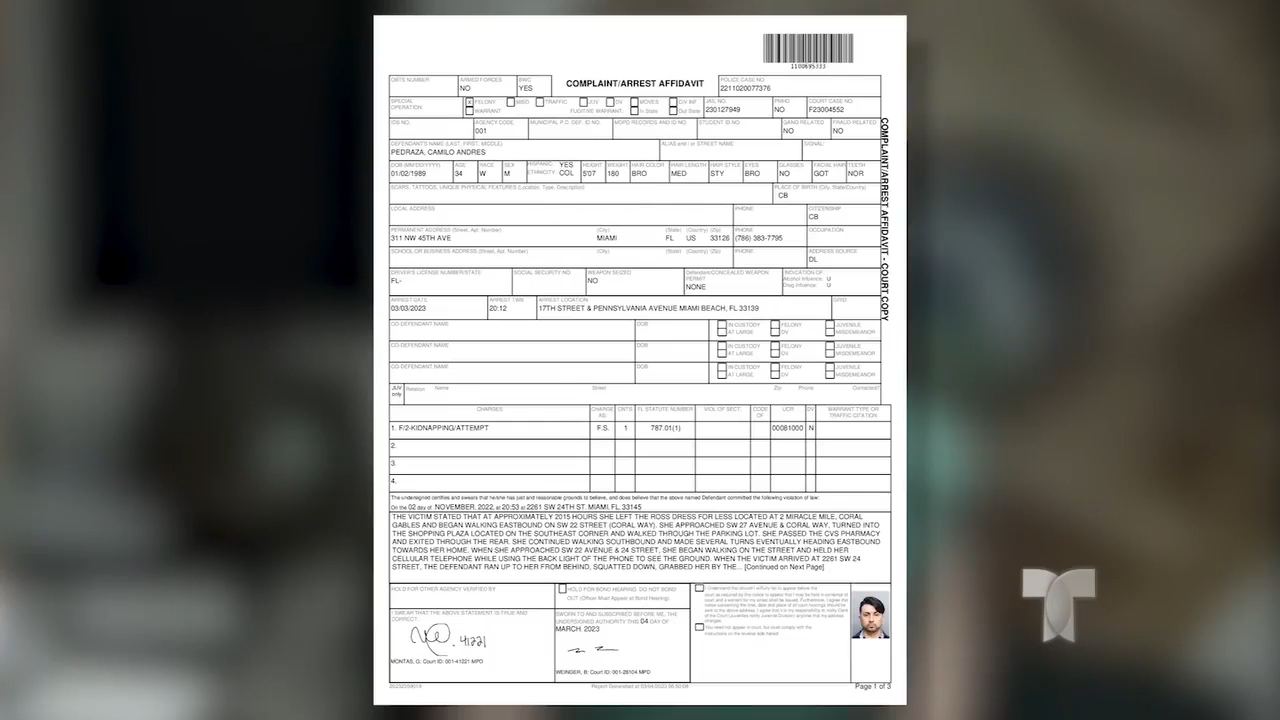 1100695333
COMPLAINT/ARREST AFFIDAVIT
OBTS NUMBER ARMED FORCES NO BWC YES POLICE CASE NO 2211020077376
SPECIAL OPERATION X FELONY MISD TRAFFIC JUV DV MOVES JAIL NO. 230127949 PMHD NO COURT CASE NO. F23004552
WARRANT FUGITIVE WARRANT: In State Out State
IDS NO. AGENCY CODE 001 MUNICIPAL P.D. DEF. ID NO. MDPD RECORDS AND ID NO. STUDENT ID NO. GANG RELATED NO FRAUD RELATED NO
DEFENDANT'S NAME (LAST, FIRST, MIDDLE) ALIAS and / or STREET NAME SIGNAL
PEDRAZA, CAMILO ANDRES
DOB (MM/DD/YYYY) AGE RACE SEX HISPANIC: YES HEIGHT WEIGHT HAIR COLOR HAIR LENGTH HAIR STYLE EYES GLASSES FACIAL HAIR TEETH
01/02/1989 34 W M ETHNICITY: COL 5'07 180 BRO MED STY BRO NO GOT NOR
SCARS, TATTOOS, UNIQUE PHYSICAL FEATURES (Location, Type, Description) PLACE OF BIRTH (City, State/Country)
CB
LOCAL ADDRESS PHONE CITIZENSHIP
CB
PERMANENT ADDRESS (Street, Apt. Number) (City) (State) (Country) (Zip) PHONE OCCUPATION
311 NW 45TH AVE MIAMI FL US 33126 (786) 383-7795
SCHOOL OR BUSINESS ADDRESS (Street, Apt. Number) (City) (State) (Country) (Zip) PHONE ADDRESS SOURCE
DL
DRIVER'S LICENSE NUMBER/STATE SOCIAL SECURITY NO WEAPON SEIZED Defendant/CONCEALED WEAPON PERMIT INDICATION OF
FL- NO NONE Alcohol Influence: U
Drug Influence: U
ARREST DATE ARREST TIME ARREST LOCATION GRID
03/03/2023 20:12 17TH STREET & PENNSYLVANIA AVENUE MIAMI BEACH, FL 33139
CO-DEFENDANT NAME DOB IN CUSTODY FELONY JUVENILE
AT LARGE DV MISDEMEANOR
CO-DEFENDANT NAME DOB IN CUSTODY FELONY JUVENILE
AT LARGE DV MISDEMEANOR
CO-DEFENDANT NAME DOB IN CUSTODY FELONY JUVENILE
AT LARGE DV MISDEMEANOR
JUV only Relation Name Street Zip Phone Contacted?
CHARGES CHARGE AS: CNTS FL STATUTE NUMBER VIOL OF SECT. CODE OF UCR DV WARRANT TYPE OR TRAFFIC CITATION
1. F/2-KIDNAPPING/ATTEMPT F.S. 1 787.01(1) 00081000 N
2.
3.
4.
The undersigned certifies and swears that he/she has just and reasonable grounds to believe, and does believe that the above named Defendant committed the following violation of law:
On the 02 day of NOVEMBER, 2022, at 20:53 at 2261 SW 24TH ST. MIAMI, FL, 33145
THE VICTIM STATED THAT AT APPROXIMATELY 2015 HOURS SHE LEFT THE ROSS DRESS FOR LESS LOCATED AT 2 MIRACLE MILE, CORAL
GABLES AND BEGAN WALKING EASTBOUND ON SW 22 STREET (CORAL WAY). SHE APPROACHED SW 27 AVENUE & CORAL WAY, TURNED INTO
THE SHOPPING PLAZA LOCATED ON THE SOUTHEAST CORNER AND WALKED THROUGH THE PARKING LOT. SHE PASSED THE CVS PHARMACY
AND EXITED THROUGH THE REAR. SHE CONTINUED WALKING SOUTHBOUND AND MADE SEVERAL TURNS EVENTUALLY HEADING EASTBOUND
TOWARDS HER HOME. WHEN SHE APPROACHED SW 22 AVENUE & 24 STREET, SHE BEGAN WALKING ON THE STREET AND HELD HER
CELLULAR TELEPHONE WHILE USING THE BACK LIGHT OF THE PHONE TO SEE THE GROUND. WHEN THE VICTIM ARRIVED AT 2261 SW 24
STREET, THE DEFENDANT RAN UP TO HER FROM BEHIND, SQUATTED DOWN, GRABBED HER BY THE... [Continued on Next Page]
HOLD FOR OTHER AGENCY VERIFIED BY
HOLD FOR BOND HEARING. DO NOT BOND
OUT (Officer Must Appear at Bond Hearing).
I SWEAR THAT THE ABOVE STATEMENT IS TRUE AND CORRECT.
41221
MONTAS, G: Court ID: 001-41221 MPD
SWORN TO AND SUBSCRIBED BEFORE ME, THE
UNDERSIGNED AUTHORITY THIS 04 DAY OF
MARCH, 2023
WEINGER, B: Court ID: 001-28104 MPD
You need not appear in court, but must comply with the
instructions on the reverse side hereof.
Page 1 of 3
COMPLAINT/ARREST AFFIDAVIT - COURT COPY